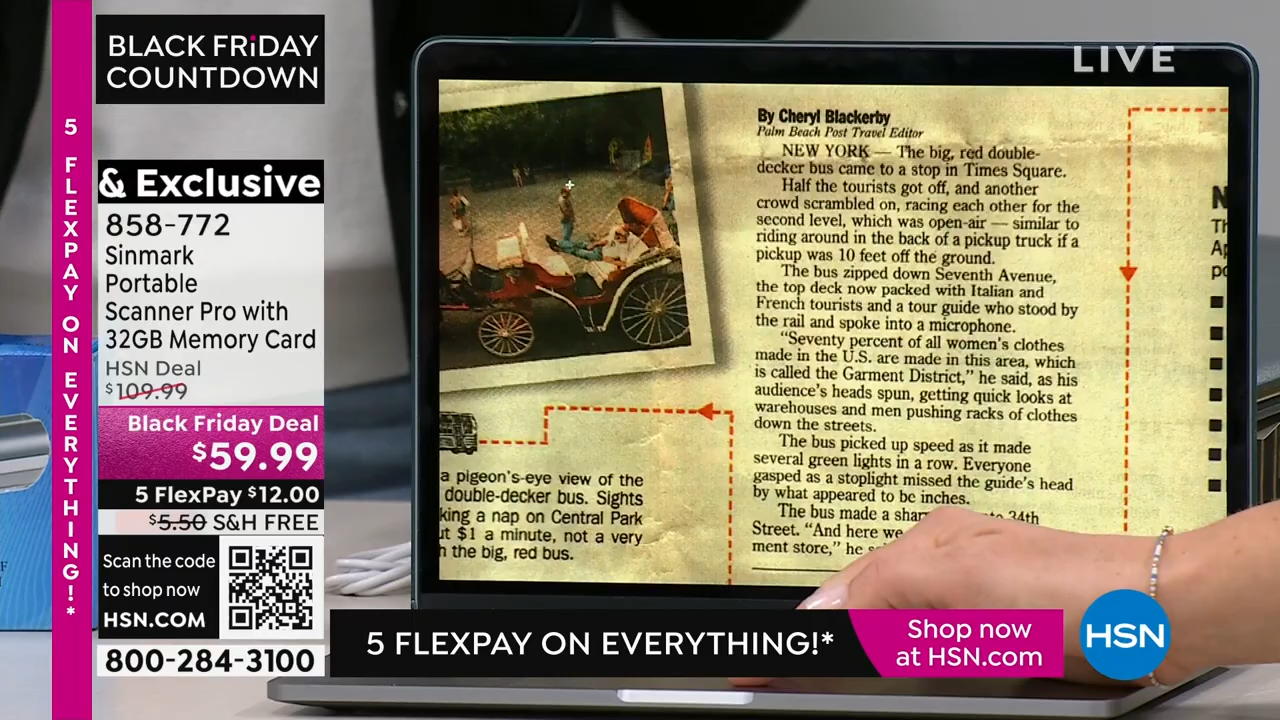 BLACK FRiDAY
COUNTDOWN
5 FLEXPAY ON EVERYTHING!*
& Exclusive
858-772
Sinmark
Portable
Scanner Pro with
32GB Memory Card
HSN Deal
$109.99
Black Friday Deal
$59.99
5 FlexPay $12.00
$5.50 S&H FREE
Scan the code
to shop now
HSN.COM
800-284-3100
LIVE
By Cheryl Blackerby
Palm Beach Post Travel Editor
NEW YORK — The big, red double-
decker bus came to a stop in Times Square.
Half the tourists got off, and another
crowd scrambled on, racing each other for the
second level, which was open-air — similar to
riding around in the back of a pickup truck if a
pickup was 10 feet off the ground.
The bus zipped down Seventh Avenue,
the top deck now packed with Italian and
French tourists and a tour guide who stood by
the rail and spoke into a microphone.
"Seventy percent of all women's clothes
made in the U.S. are made in this area, which
is called the Garment District," he said, as his
audience's heads spun, getting quick looks at
warehouses and men pushing racks of clothes
down the streets.
The bus picked up speed as it made
several green lights in a row. Everyone
gasped as a stoplight missed the guide's head
by what appeared to be inches.
The bus made a shar 34th
Street. "And here we
ment store," he
a pigeon's-eye view of the
double-decker bus. Sights
king a nap on Central Park
ut $1 a minute, not a very
h the big, red bus.
N
Th
Ap
po
5 FLEXPAY ON EVERYTHING!*
Shop now
at HSN.com
HSN